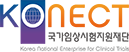 KONECT
국가임상시험지원재단
Korea National Enterprise for Clinical Trials